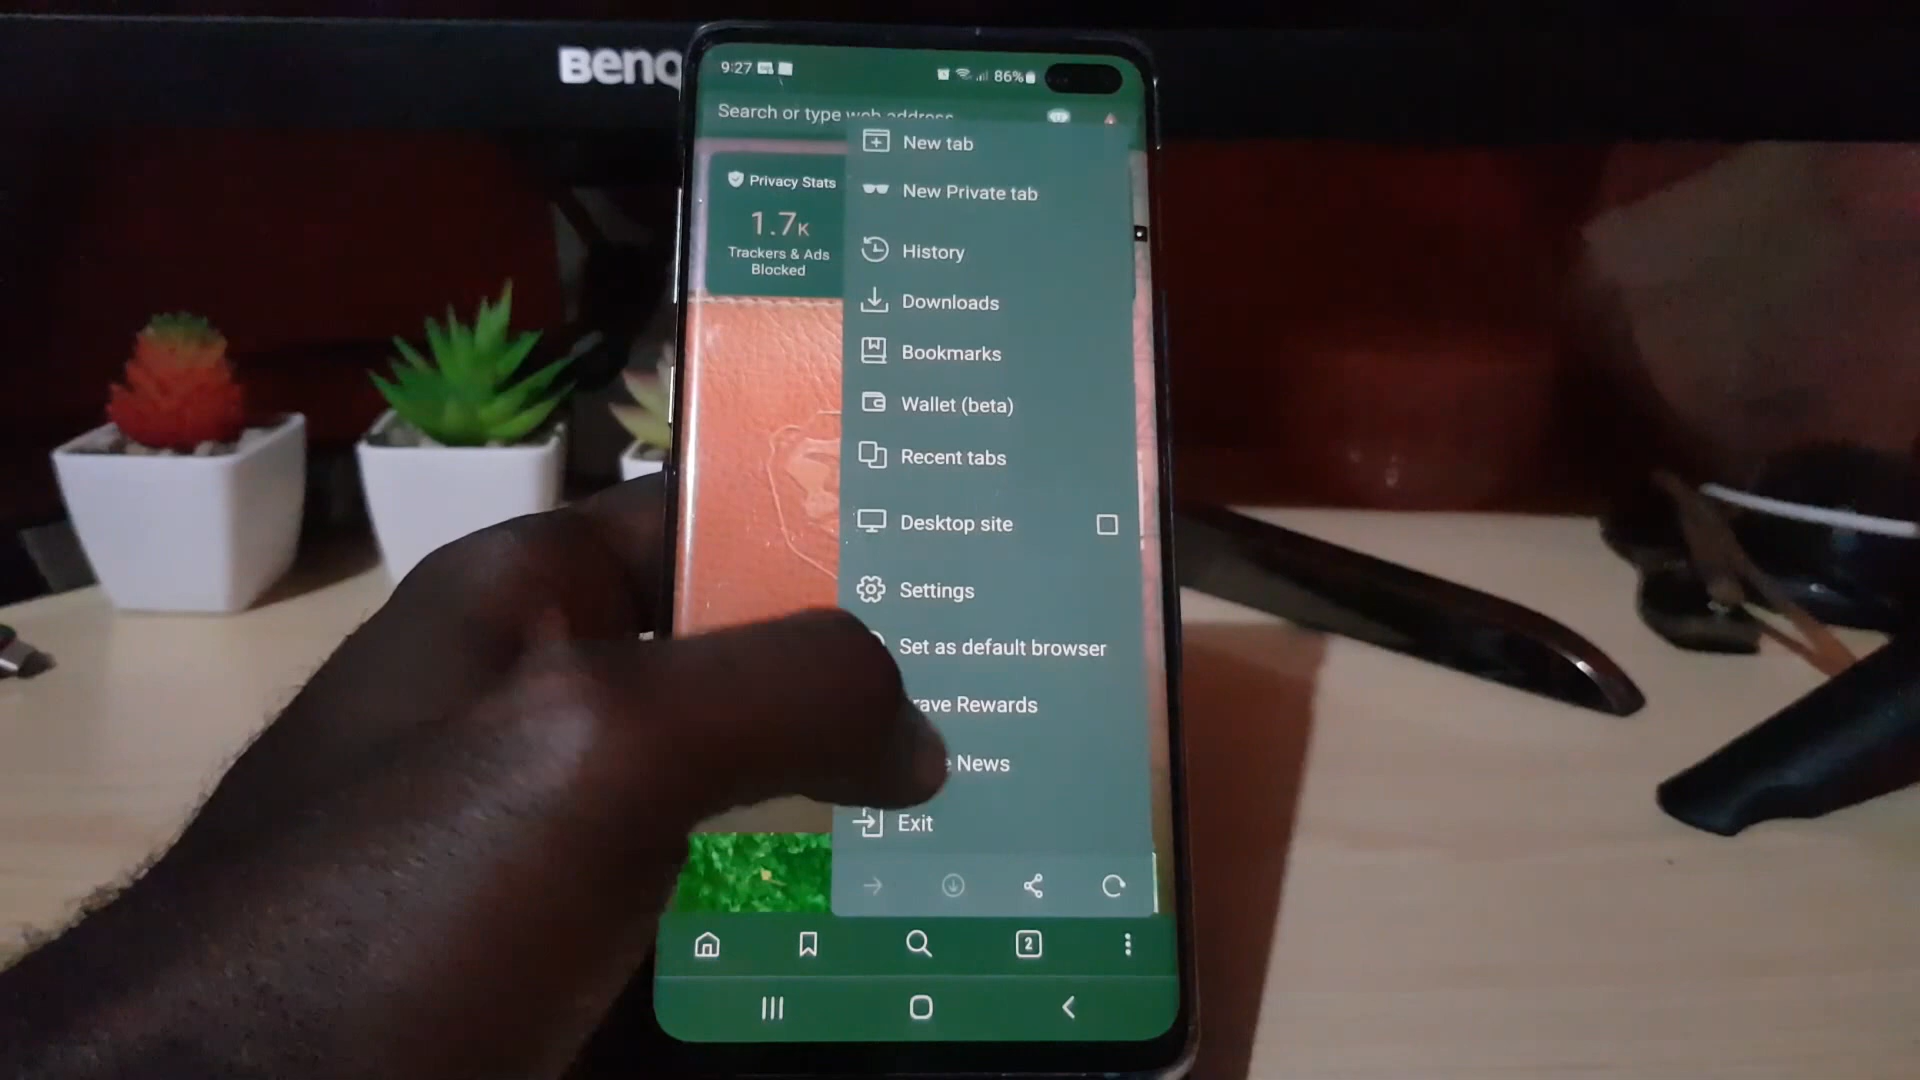 BenQ
9:27
86%
Search or type web address
Privacy Stats
1.7K
Trackers & Ads
Blocked
New tab
New Private tab
History
Downloads
Bookmarks
Wallet (beta)
Recent tabs
Desktop site
Settings
Set as default browser
rave Rewards
e News
Exit
2